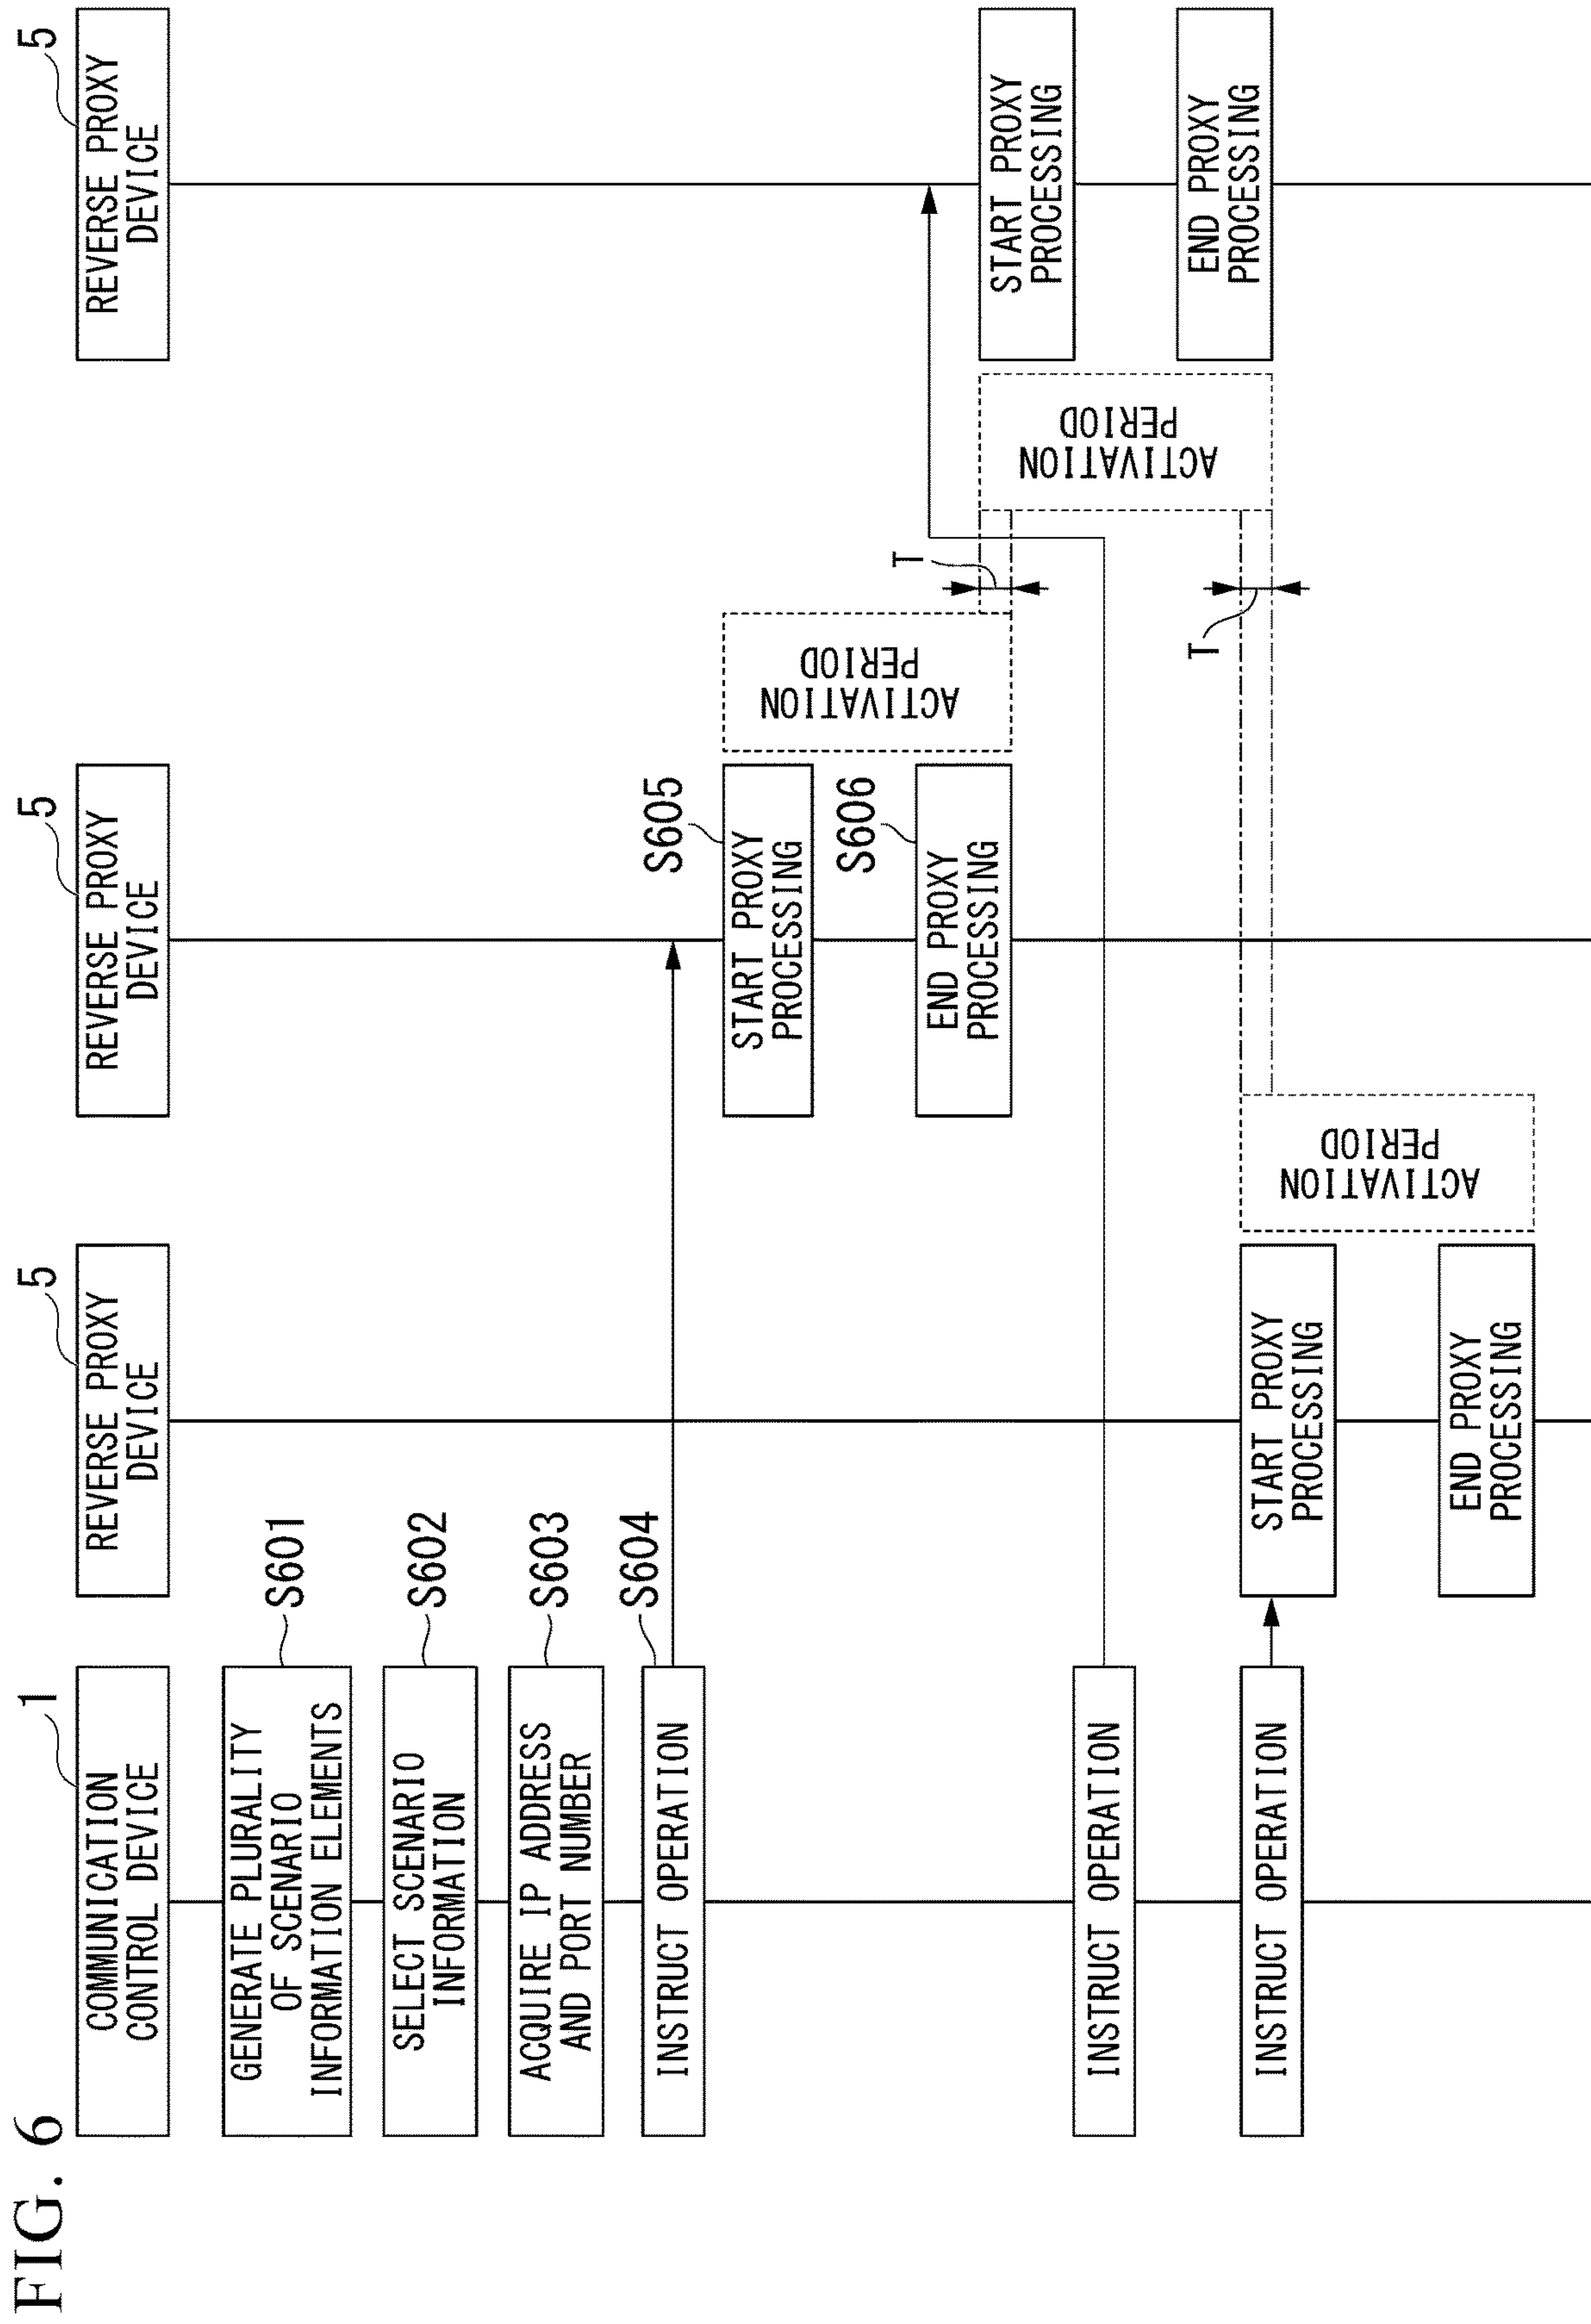 FIG. 6
1
COMMUNICATION
CONTROL DEVICE
5
REVERSE PROXY
DEVICE
5
REVERSE PROXY
DEVICE
5
REVERSE PROXY
DEVICE
GENERATE PLURALITY
OF SCENARIO
INFORMATION ELEMENTS
S601
SELECT SCENARIO
INFORMATION
S602
ACQUIRE IP ADDRESS
AND PORT NUMBER
S603
INSTRUCT OPERATION
S604
START PROXY
PROCESSING
S605
ACTIVATION
PERIOD
END PROXY
PROCESSING
S606
T
START PROXY
PROCESSING
ACTIVATION
PERIOD
INSTRUCT OPERATION
END PROXY
PROCESSING
T
INSTRUCT OPERATION
START PROXY
PROCESSING
ACTIVATION
PERIOD
END PROXY
PROCESSING